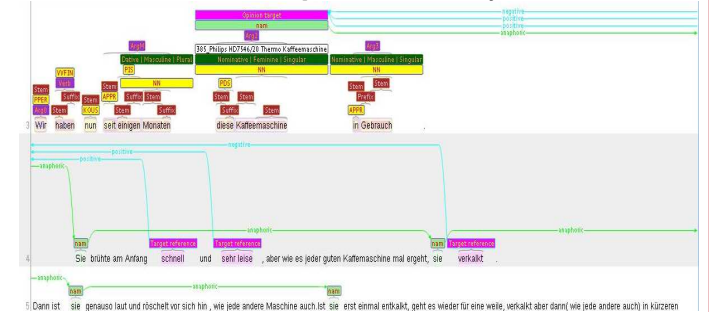 Opinion target
nam
negative
positive
positive
anaphoric
ArgM Arg1 Arg2
385_Philips HD7546/20 Thermo Kaffeemaschine
Dative | Masculine | Plural Nominative | Feminine | Singular Nominative | Masculine | Singular
VVFIN PIS NN PDS NN NN
Stem Verb Stem Suffix Stem Stem Stem Stem Stem
PPER Suffix Stem APPR Prefix
Arg0 Stem KOUS Suffix Suffix Suffix Stem APPR
3 Wir haben nun seit einigen Monaten diese Kaffeemaschine in Gebrauch .
negative
positive
positive
anaphoric
anaphoric anaphoric
nam Target reference Target reference nam Target reference
4 Sie brühte am Anfang schnell und sehr leise , aber wie es jeder guten Kaffemaschine mal ergeht, sie verkalkt .
anaphoric anaphoric
nam nam
5 Dann ist sie genauso laut und röschelt vor sich hin , wie jede andere Maschine auch.Ist sie erst einmal entkalkt, geht es wieder für eine weile, verkalkt aber dann( wie jede andere auch) in kürzeren